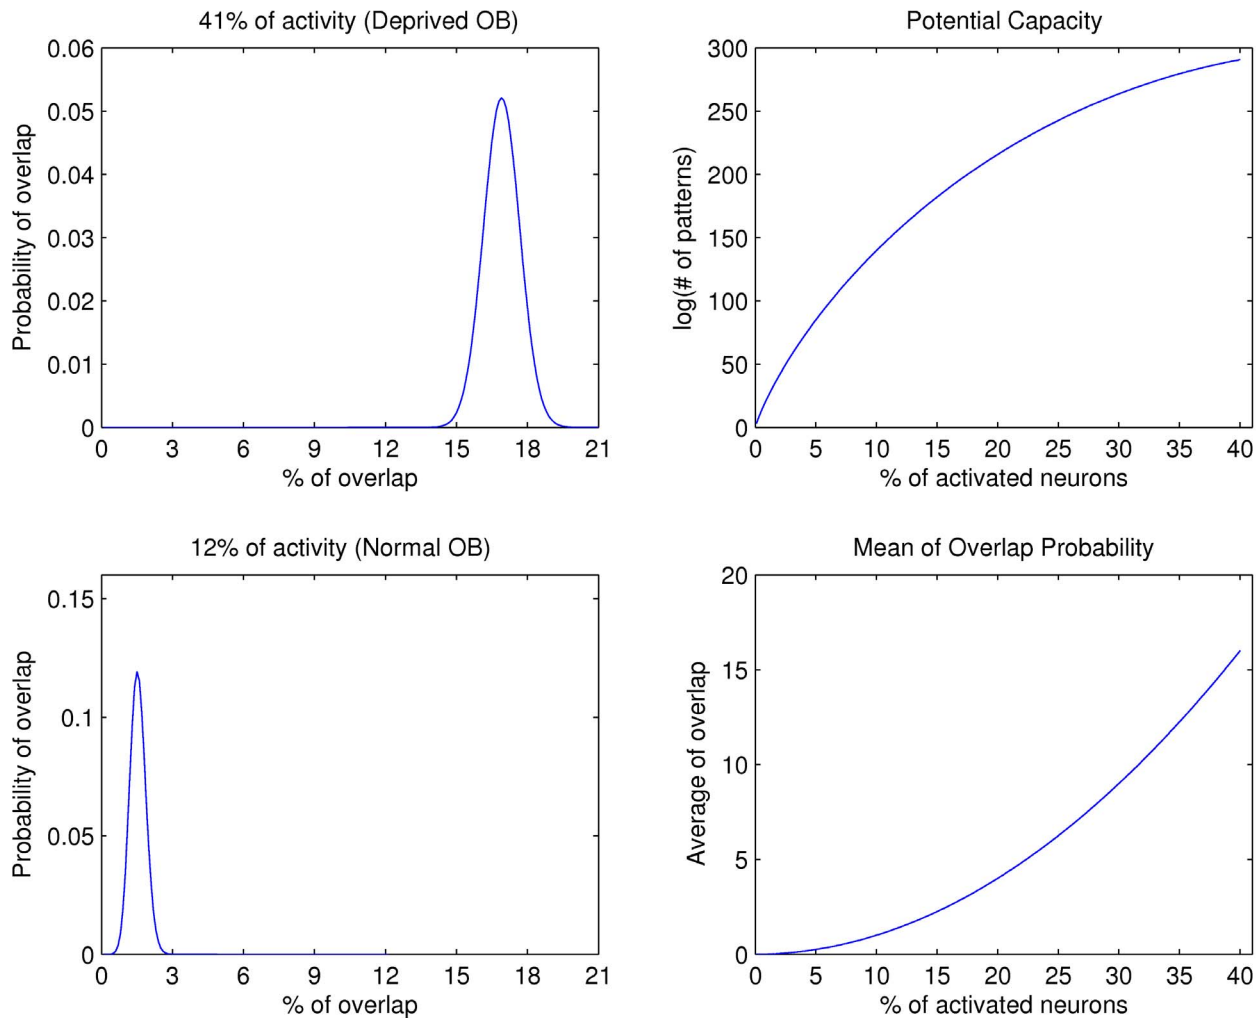 41% of activity (Deprived OB)
0.06
0.05
0.04
0.03
0.02
0.01
0
Probability of overlap
0 3 6 9 12 15 18 21
% of overlap
Potential Capacity
300
250
200
150
100
50
0
log(# of patterns)
0 5 10 15 20 25 30 35 40
% of activated neurons
12% of activity (Normal OB)
0.15
0.1
0.05
0
Probability of overlap
0 3 6 9 12 15 18 21
% of overlap
Mean of Overlap Probability
20
15
10
5
0
Average of overlap
0 5 10 15 20 25 30 35 40
% of activated neurons